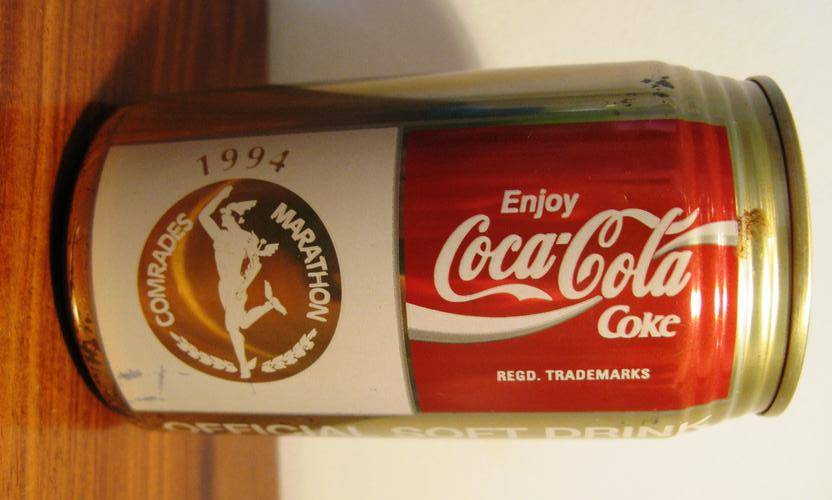 1994
COMRADES MARATHON
Enjoy
Coca-Cola
Coke
REGD. TRADEMARKS
OFFICIAL SOFT DRINK